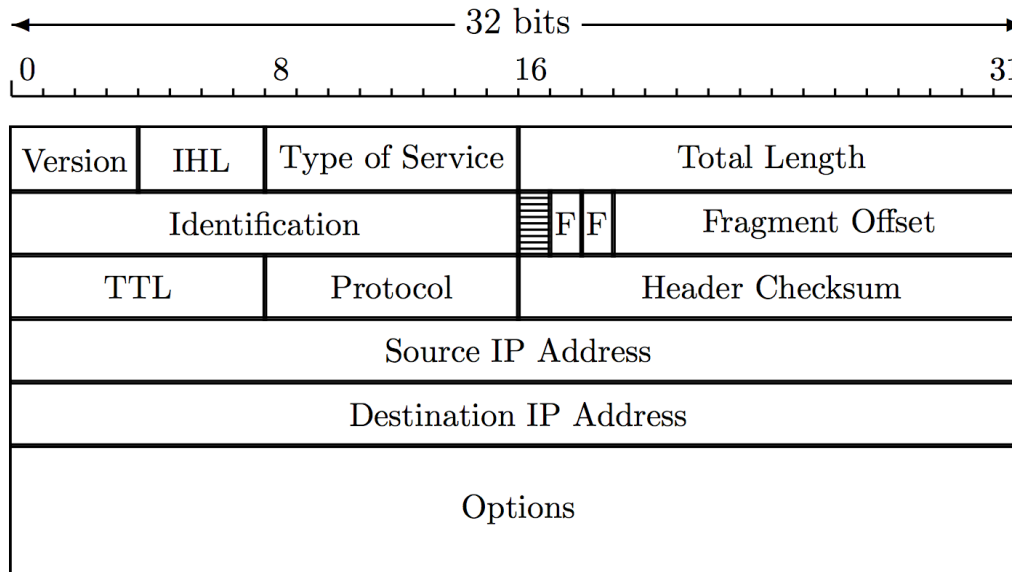 32 bits
0 8 16 31
Version IHL Type of Service Total Length
Identification F F Fragment Offset
TTL Protocol Header Checksum
Source IP Address
Destination IP Address
Options